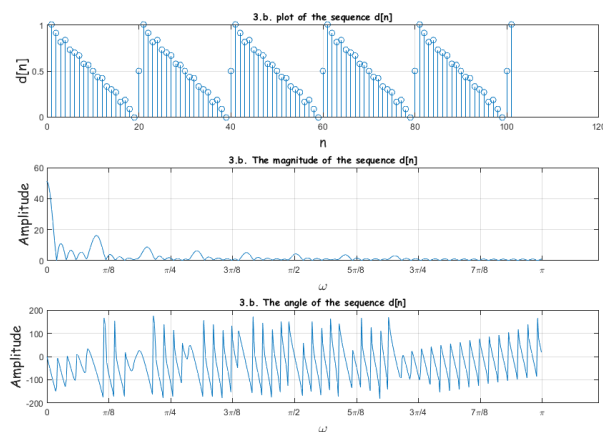 3.b. plot of the sequence d[n]
1
0.5
0
d[n]
0 20 40 60 80 100 120
n
3.b. The magnitude of the sequence d[n]
60
40
20
0
Amplitude
0 π/8 π/4 3π/8 π/2 5π/8 3π/4 7π/8 π
ω
3.b. The angle of the sequence d[n]
200
100
0
-100
-200
Amplitude
0 π/8 π/4 3π/8 π/2 5π/8 3π/4 7π/8 π
ω